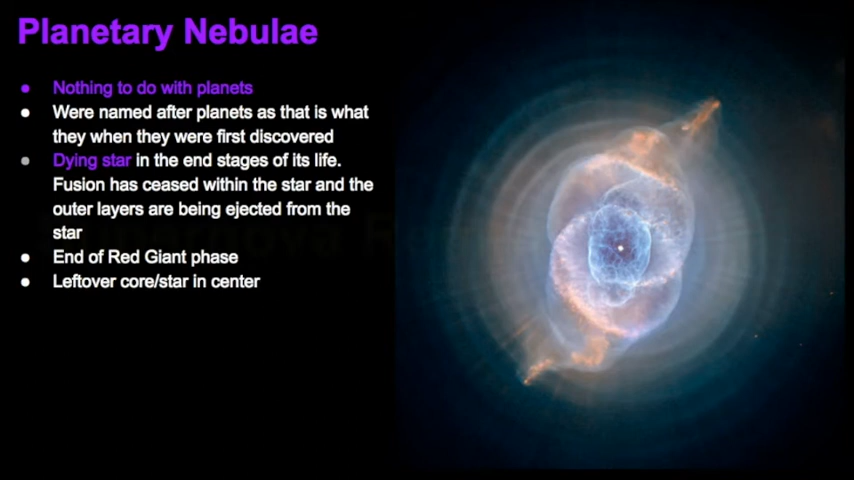 Planetary Nebulae
● Nothing to do with planets
● Were named after planets as that is what
they when they were first discovered
● Dying star in the end stages of its life.
Fusion has ceased within the star and the
outer layers are being ejected from the
star
● End of Red Giant phase
● Leftover core/star in center